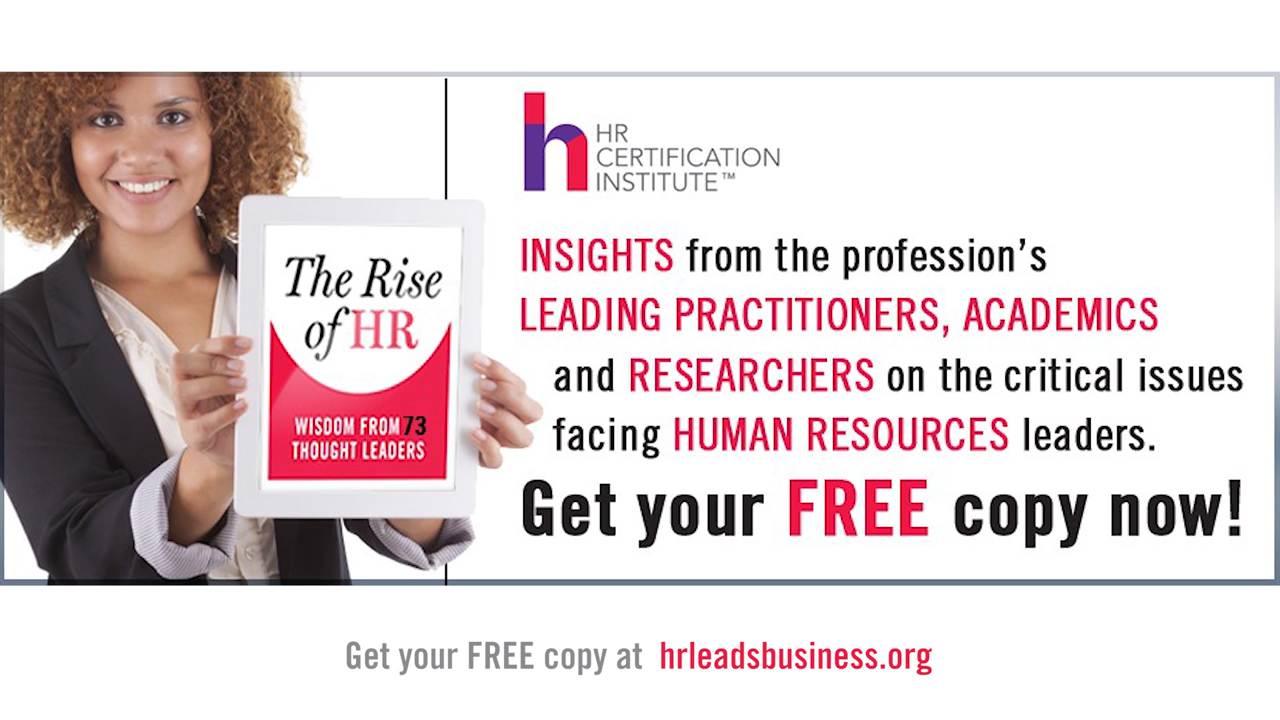 The Rise
of HR
WISDOM FROM 73
THOUGHT LEADERS
HR
CERTIFICATION
INSTITUTE™
INSIGHTS from the profession’s
LEADING PRACTITIONERS, ACADEMICS
and RESEARCHERS on the critical issues
facing HUMAN RESOURCES leaders.
Get your FREE copy now!
Get your FREE copy at hrleadsbusiness.org